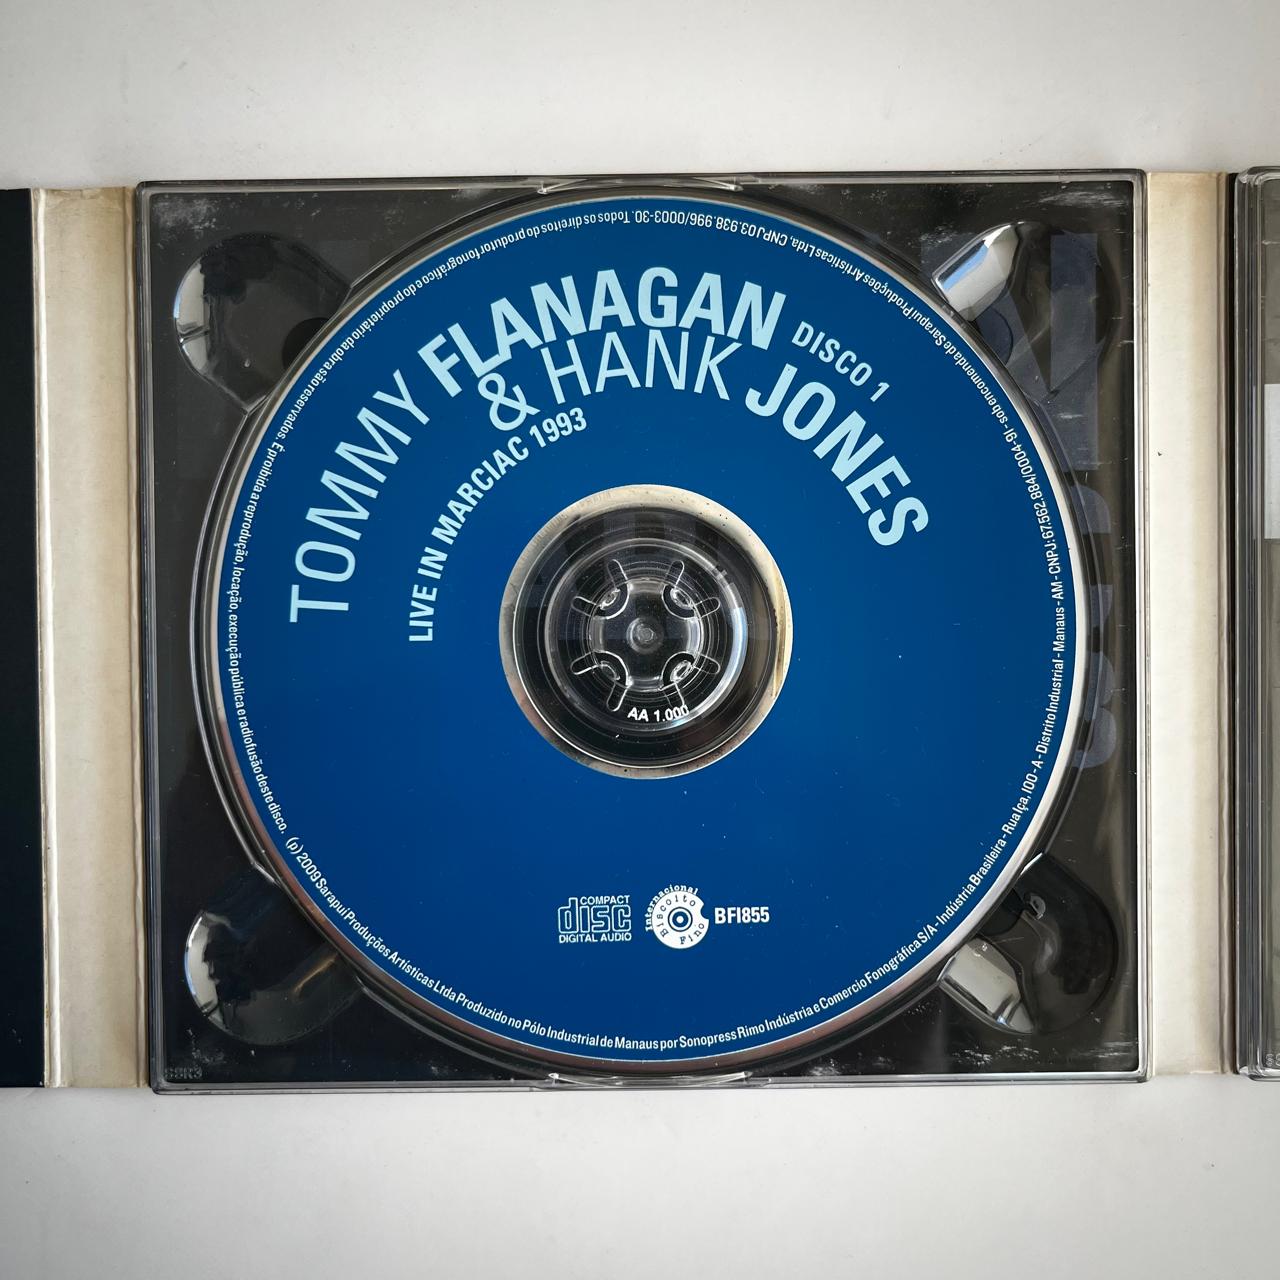 TOMMY FLANAGAN
& HANK JONES
DISCO 1
LIVE IN MARCIAC 1993
AA 1.000
COMPACT
disc
DIGITAL AUDIO
Internacional
Biscoito
Fino
BFI855
(p) 2009 Sarapuí Produções Artísticas Ltda Produzido no Pólo Industrial de Manaus por Sonopress Rimo Indústria e Comercio Fonográfica S/A - Indústria Brasileira - Rua Iça, 100 - A - Distrito Industrial - Manaus - AM - CNPJ: 67.562.884/0004-91 - sob encomenda de Sarapuí Produções Artísticas Ltda, CNPJ 03.938.996/0003-30. Todos os direitos do produtor fonográfico e do proprietário da obra são reservados. É proibida a reprodução, locação, execução pública e radiofusão deste disco.